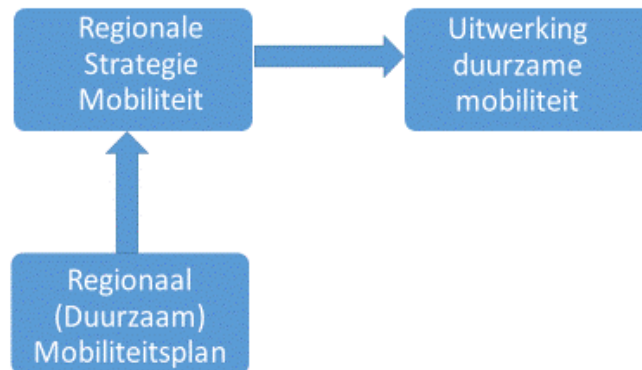 Regionale
Strategie
Mobiliteit
Uitwerking
duurzame
mobiliteit
Regionaal
(Duurzaam)
Mobiliteitsplan